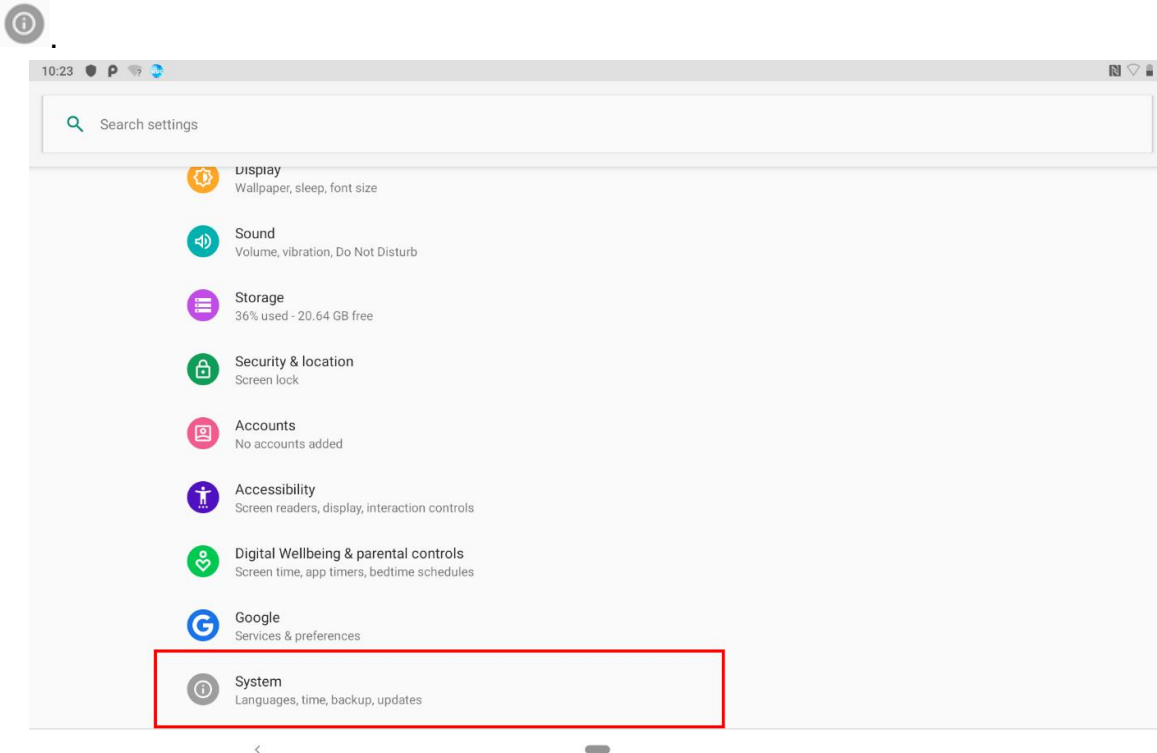 .
10:23
Search settings
Display
Wallpaper, sleep, font size
Sound
Volume, vibration, Do Not Disturb
Storage
36% used - 20.64 GB free
Security & location
Screen lock
Accounts
No accounts added
Accessibility
Screen readers, display, interaction controls
Digital Wellbeing & parental controls
Screen time, app timers, bedtime schedules
Google
Services & preferences
System
Languages, time, backup, updates